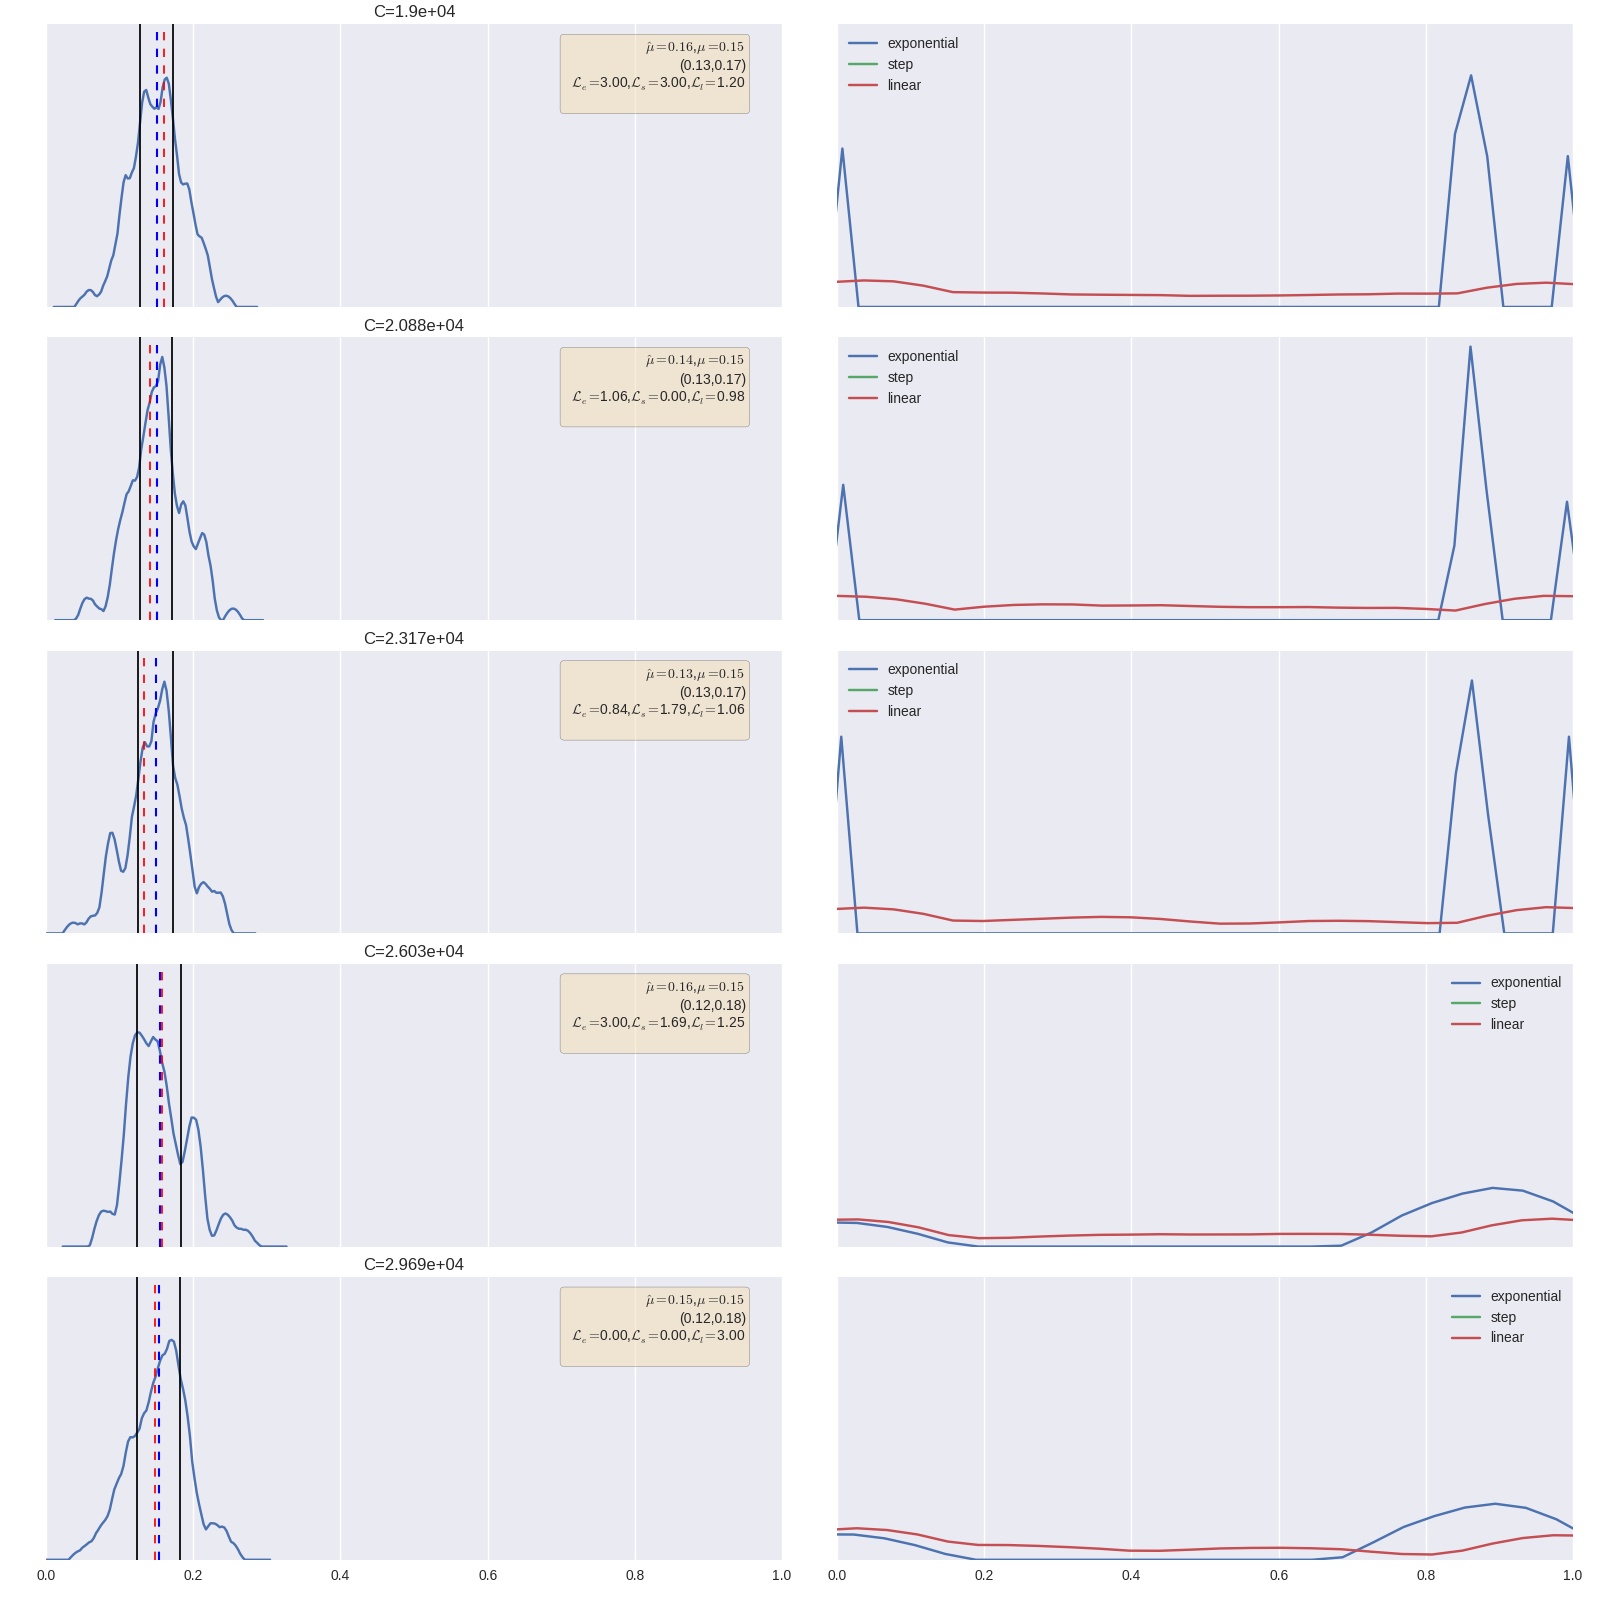 C=1.9e+04
μ̂=0.16,μ=0.15
(0.13,0.17)
ℒₑ=3.00,ℒₛ=3.00,ℒₗ=1.20
exponential
step
linear
C=2.088e+04
μ̂=0.14,μ=0.15
(0.13,0.17)
ℒₑ=1.06,ℒₛ=0.00,ℒₗ=0.98
exponential
step
linear
C=2.317e+04
μ̂=0.13,μ=0.15
(0.13,0.17)
ℒₑ=0.84,ℒₛ=1.79,ℒₗ=1.06
exponential
step
linear
C=2.603e+04
μ̂=0.16,μ=0.15
(0.12,0.18)
ℒₑ=3.00,ℒₛ=1.69,ℒₗ=1.25
exponential
step
linear
C=2.969e+04
μ̂=0.15,μ=0.15
(0.12,0.18)
ℒₑ=0.00,ℒₛ=0.00,ℒₗ=3.00
exponential
step
linear
0.0 0.2 0.4 0.6 0.8 1.0
0.0 0.2 0.4 0.6 0.8 1.0